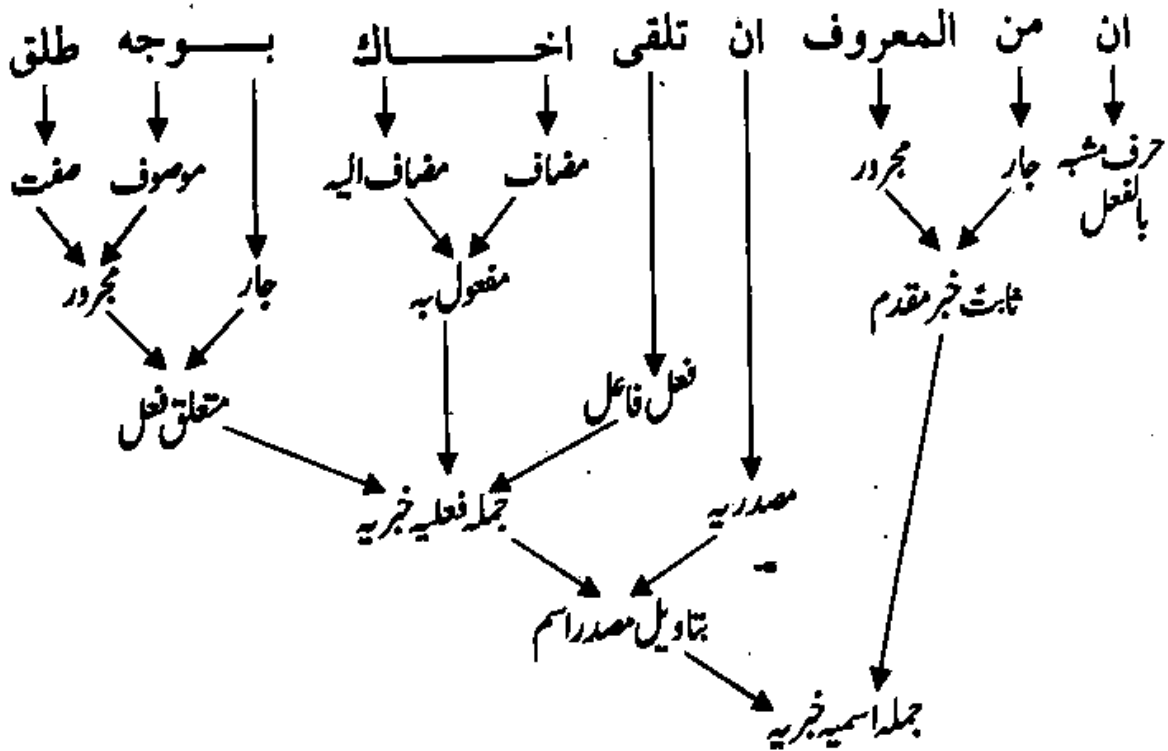 ان من المعروف ان تلقى اخاك بوجه طلق
حرف مشبہ بالفعل جار مجرور مضاف مضاف الیہ موصوف صفت
ثابت خبر مقدم مفعول بہ جار مجرور
فعل فاعل متعلق فعل
مصدریہ جملہ فعلیہ خبریہ
بتاویل مصدر اسم
جملہ اسمیہ خبریہ